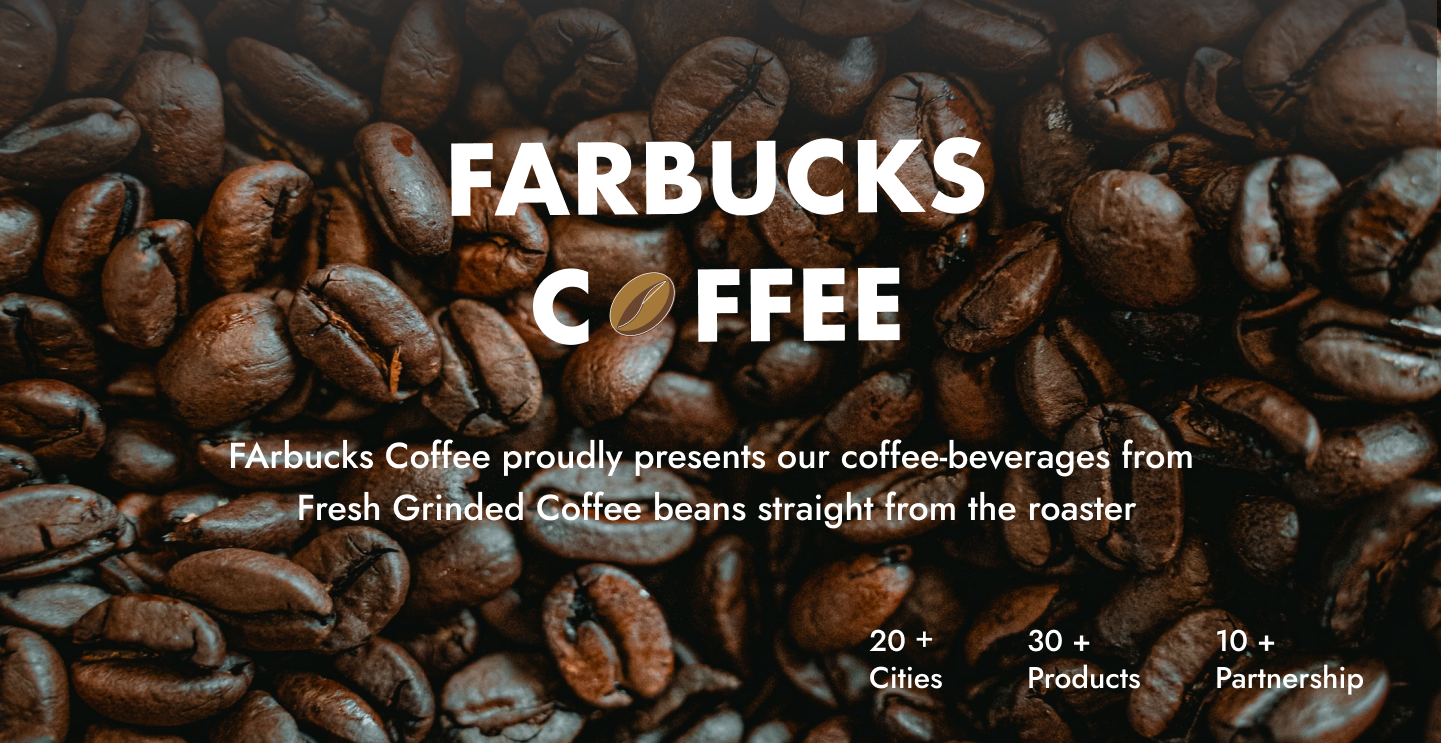 FARBUCKS
C FFEE
FArbucks Coffee proudly presents our coffee-beverages from
Fresh Grinded Coffee beans straight from the roaster
20 +
Cities
30 +
Products
10 +
Partnership